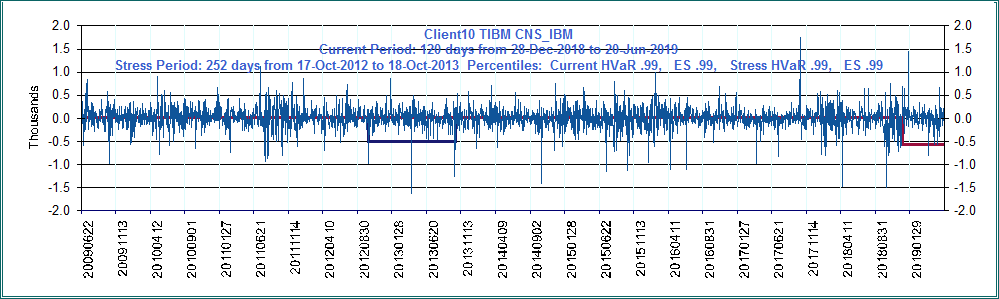 Client10 TIBM CNS_IBM
Current Period: 120 days from 28-Dec-2018 to 20-Jun-2019
Stress Period: 252 days from 17-Oct-2012 to 18-Oct-2013 Percentiles: Current HVaR .99, ES .99, Stress HVaR .99, ES .99
2.0 2.0
1.5 1.5
1.0 1.0
0.5 0.5
0.0 0.0
-0.5 -0.5
-1.0 -1.0
-1.5 -1.5
-2.0 -2.0
Thousands
20090622 20091113 20100412 20100901 20110127 20110621 20111114 20120410 20120830 20130128 20130620 20131113 20140409 20140902 20150128 20150622 20151113 20160411 20160831 20170127 20170621 20171114 20180411 20180831 20190129